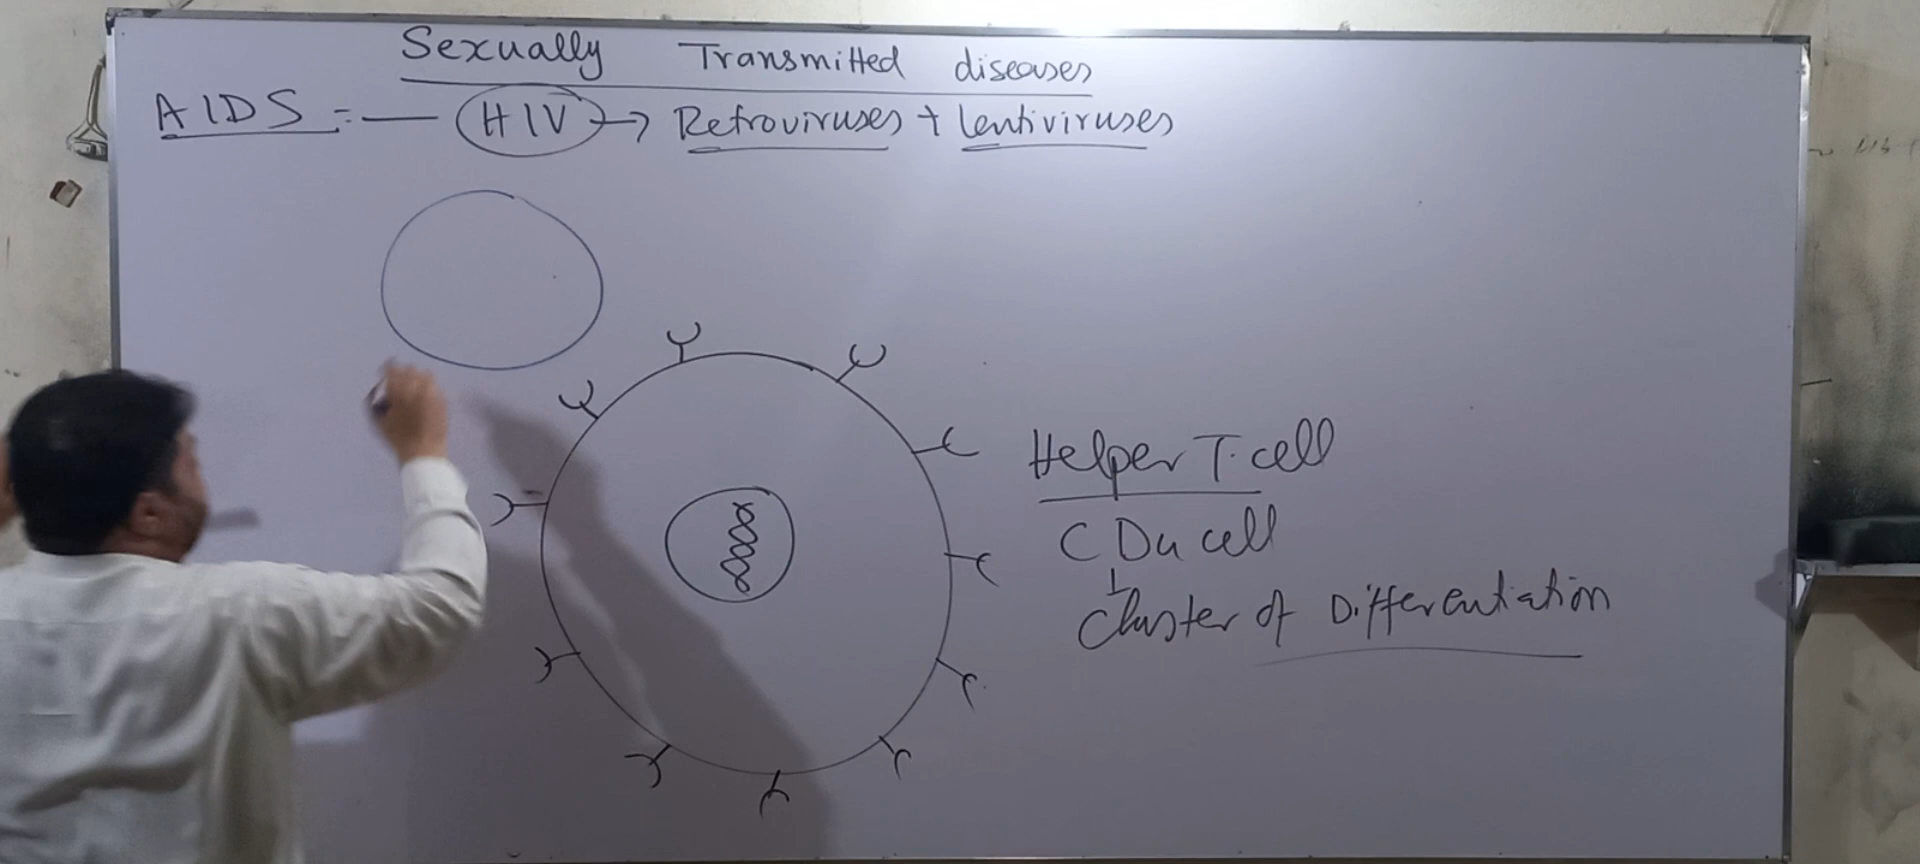 Sexually Transmitted diseases
AIDS :— HIV → Retroviruses + lentiviruses
Helper T.cell
CD4 cell
Cluster of Differentiation